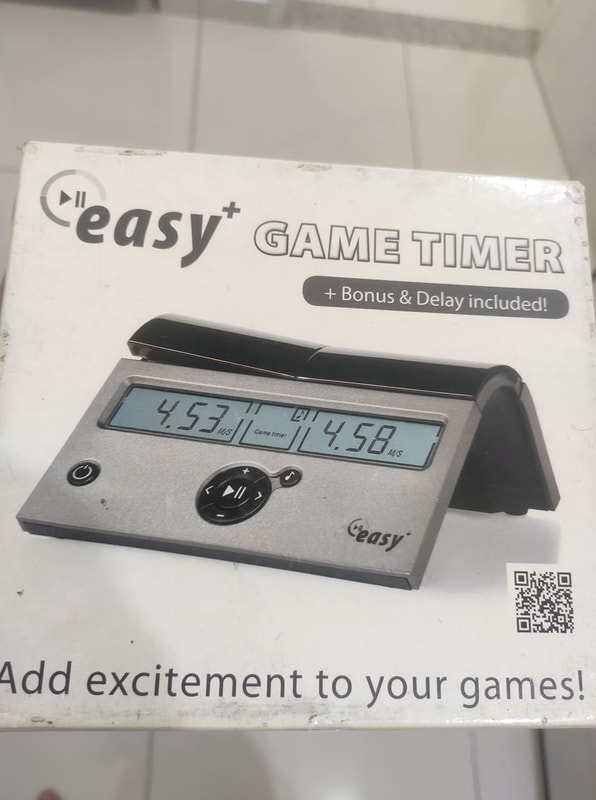 easy+
GAME TIMER
+ Bonus & Delay included!
4.53 M/S
Game timer
4.58 M/S
easy+
Add excitement to your games!